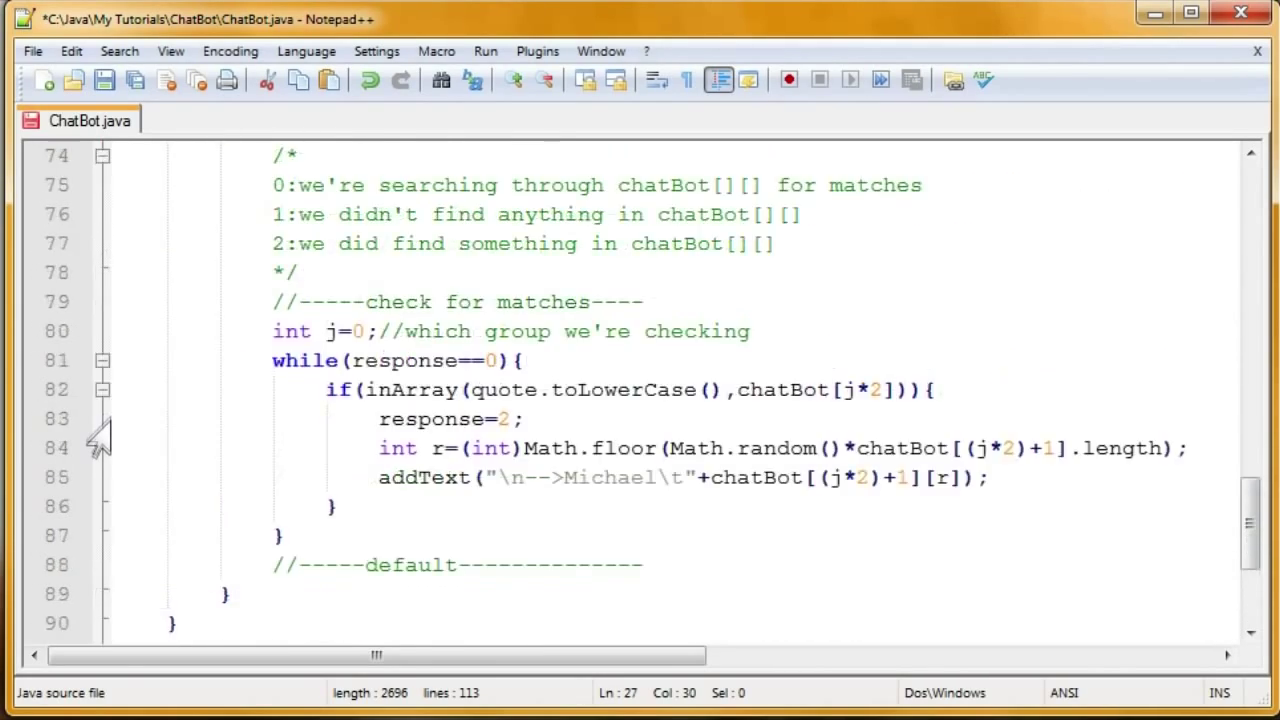 *C:\Java\My Tutorials\ChatBot\ChatBot.java - Notepad++
File Edit Search View Encoding Language Settings Macro Run Plugins Window ? X
ChatBot.java
74 /*
75 0:we're searching through chatBot[][] for matches
76 1:we didn't find anything in chatBot[][]
77 2:we did find something in chatBot[][]
78 */
79 //-----check for matches----
80 int j=0;//which group we're checking
81 while(response==0){
82 if(inArray(quote.toLowerCase(),chatBot[j*2])){
83 response=2;
84 int r=(int)Math.floor(Math.random()*chatBot[(j*2)+1].length);
85 addText("\n-->Michael\t"+chatBot[(j*2)+1][r]);
86 }
87 }
88 //-----default--------------
89 }
90 }
Java source file length : 2696 lines : 113 Ln : 27 Col : 30 Sel : 0 Dos\Windows ANSI INS